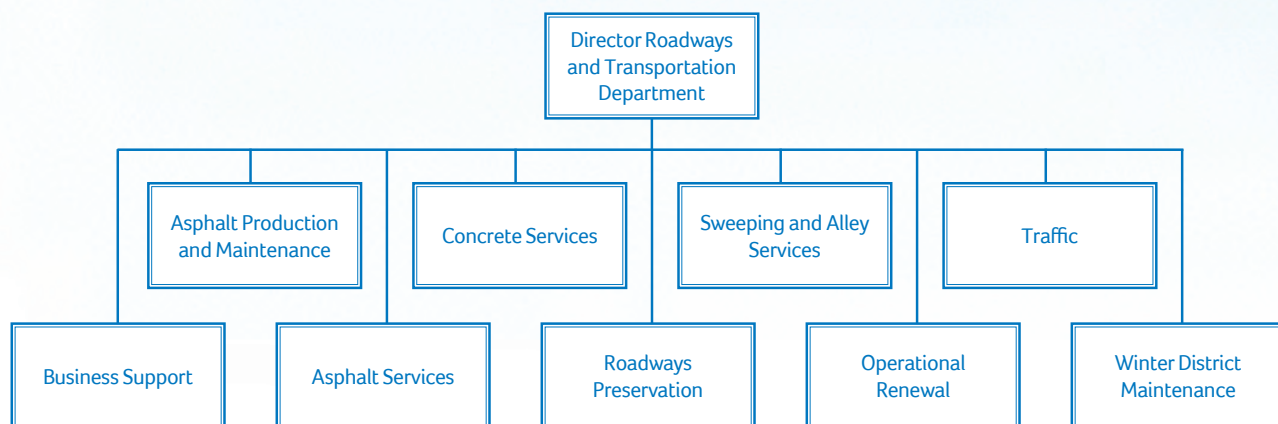 Director Roadways
and Transportation
Department
Asphalt Production
and Maintenance
Concrete Services
Sweeping and Alley
Services
Traffic
Business Support
Asphalt Services
Roadways
Preservation
Operational
Renewal
Winter District
Maintenance